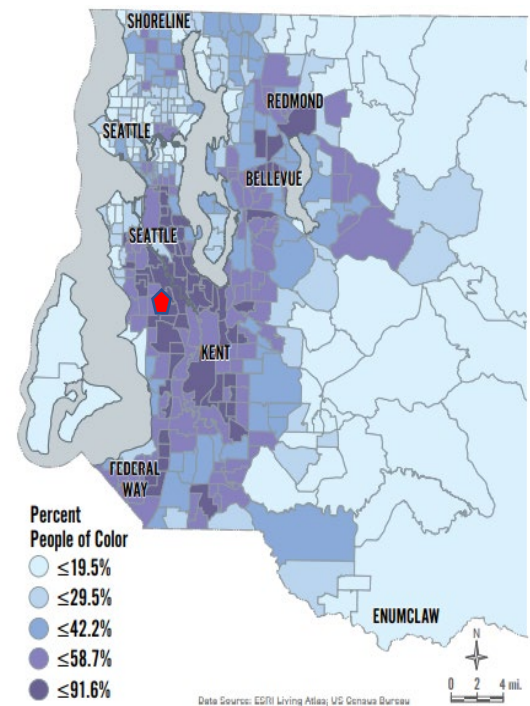 SHORELINE
REDMOND
SEATTLE
BELLEVUE
SEATTLE
KENT
FEDERAL
WAY
Percent
People of Color
≤19.5%
≤29.5%
≤42.2%
≤58.7%
≤91.6%
ENUMCLAW
N
0 2 4 mi.
Data Source: ESRI Living Atlas; US Census Bureau